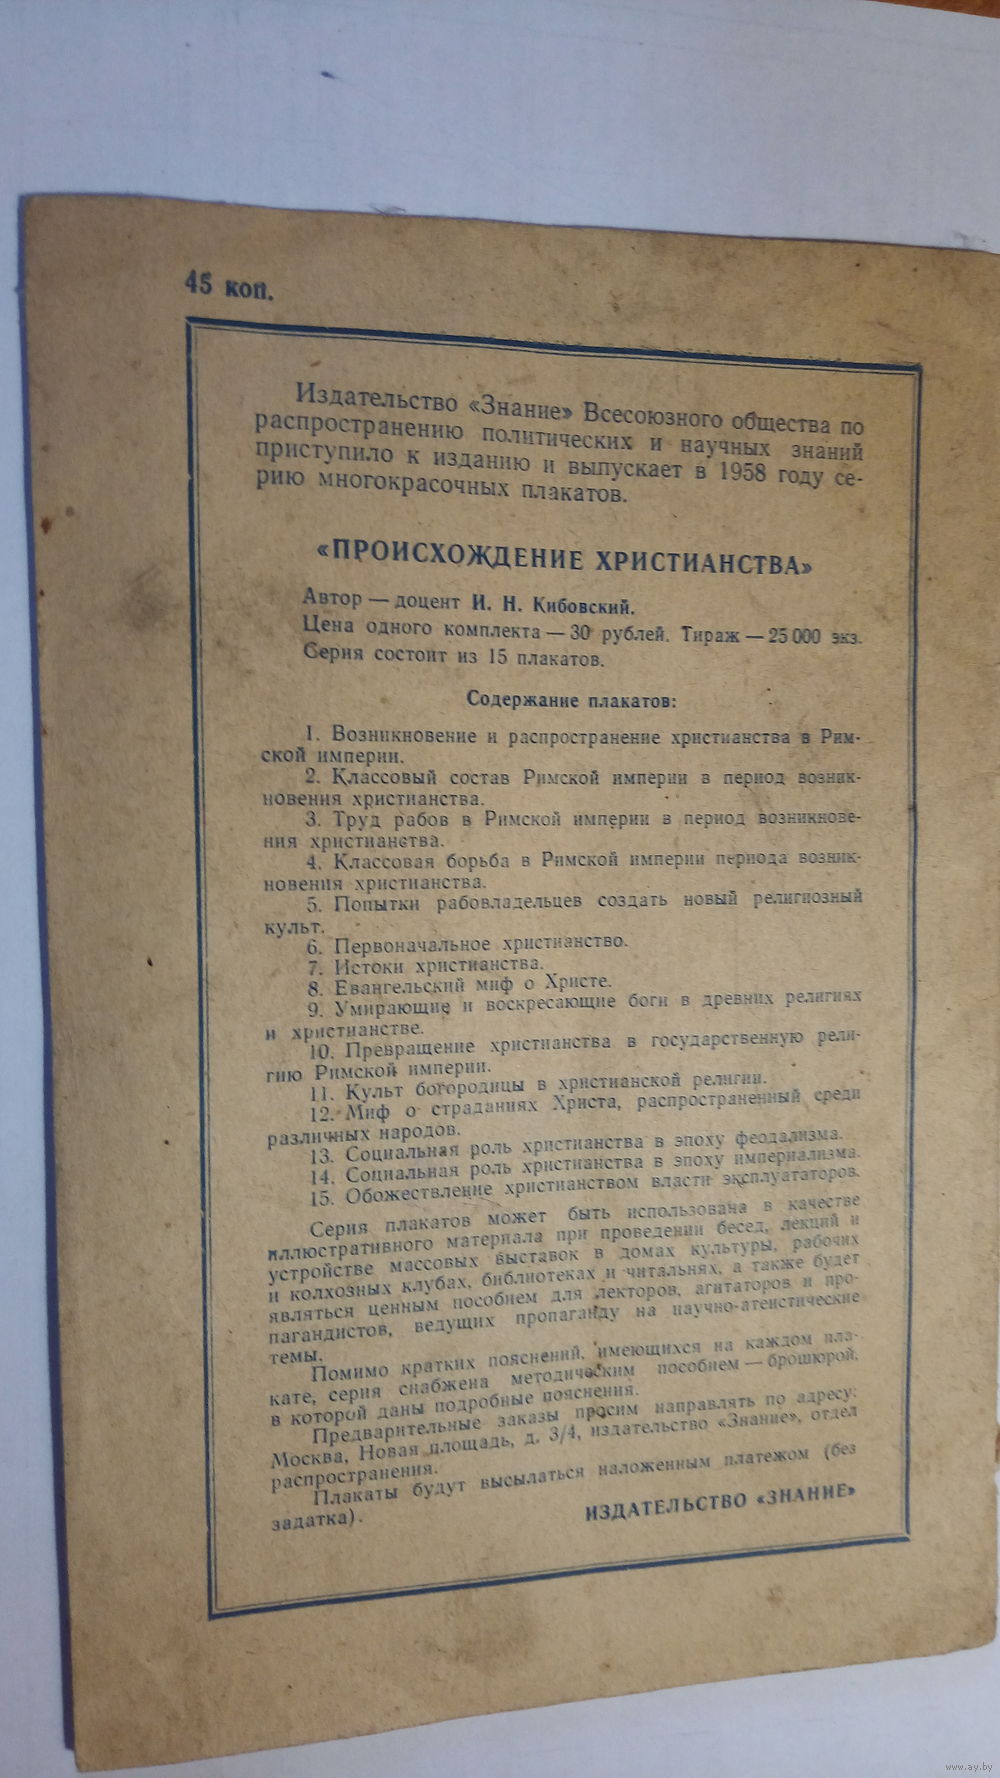 45 коп.
Издательство «Знание» Всесоюзного общества по
распространению политических и научных знаний
приступило к изданию и выпускает в 1958 году се-
рию многокрасочных плакатов.
«ПРОИСХОЖДЕНИЕ ХРИСТИАНСТВА»
Автор — доцент И. Н. Кибовский.
Цена одного комплекта — 30 рублей. Тираж — 25 000 экз.
Серия состоит из 15 плакатов.
Содержание плакатов:
1. Возникновение и распространение христианства в Рим-
ской империи.
2. Классовый состав Римской империи в период возник-
новения христианства.
3. Труд рабов в Римской империи в период возникнове-
ния христианства.
4. Классовая борьба в Римской империи периода возник-
новения христианства.
5. Попытки рабовладельцев создать новый религиозный
культ.
6. Первоначальное христианство.
7. Истоки христианства.
8. Евангельский миф о Христе.
9. Умирающие и воскресающие боги в древних религиях
и христианстве.
10. Превращение христианства в государственную рели-
гию Римской империи.
11. Культ богородицы в христианской религии.
12. Миф о страданиях Христа, распространенный среди
различных народов.
13. Социальная роль христианства в эпоху феодализма.
14. Социальная роль христианства в эпоху империализма.
15. Обожествление христианством власти эксплуататоров.
Серия плакатов может быть использована в качестве
иллюстративного материала при проведении бесед, лекций и
устройстве массовых выставок в домах культуры, рабочих
и колхозных клубах, библиотеках и читальнях, а также будет
являться ценным пособием для лекторов, агитаторов и про-
пагандистов, ведущих пропаганду на научно-атеистические
темы.
Помимо кратких пояснений, имеющихся на каждом пла-
кате, серия снабжена методическим пособием — брошюрой,
в которой даны подробные пояснения.
Предварительные заказы просим направлять по адресу:
Москва, Новая площадь, д. 3/4, издательство «Знание», отдел
распространения.
Плакаты будут высылаться наложенным платежом (без
задатка).
ИЗДАТЕЛЬСТВО «ЗНАНИЕ»
www.ay.by